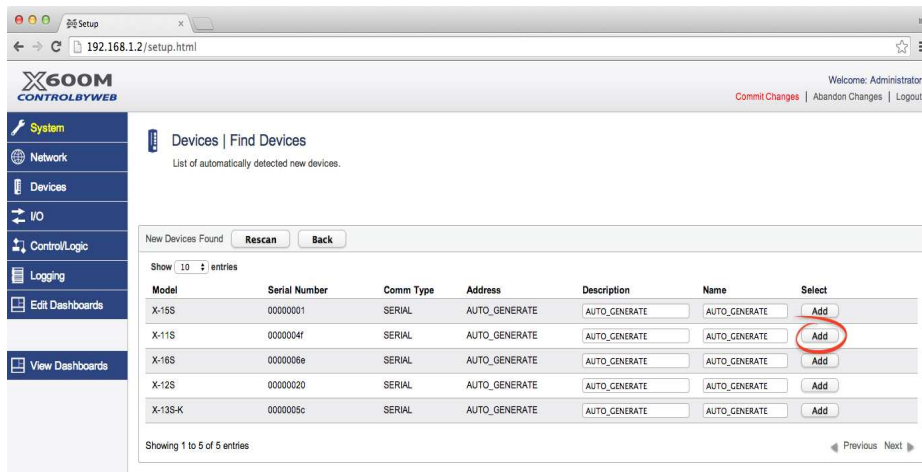 Setup
192.168.1.2/setup.html
X600M
CONTROLBYWEB
Welcome: Administrator
Commit Changes | Abandon Changes | Logout
System
Network
Devices
I/O
Control/Logic
Logging
Edit Dashboards
View Dashboards
Devices | Find Devices
List of automatically detected new devices.
New Devices Found Rescan Back
Show 10 entries
Model Serial Number Comm Type Address Description Name Select
X-15S 00000001 SERIAL AUTO_GENERATE AUTO_GENERATE AUTO_GENERATE Add
X-11S 0000004f SERIAL AUTO_GENERATE AUTO_GENERATE AUTO_GENERATE Add
X-16S 0000006e SERIAL AUTO_GENERATE AUTO_GENERATE AUTO_GENERATE Add
X-12S 00000020 SERIAL AUTO_GENERATE AUTO_GENERATE AUTO_GENERATE Add
X-13S-K 0000005c SERIAL AUTO_GENERATE AUTO_GENERATE AUTO_GENERATE Add
Showing 1 to 5 of 5 entries
Previous Next